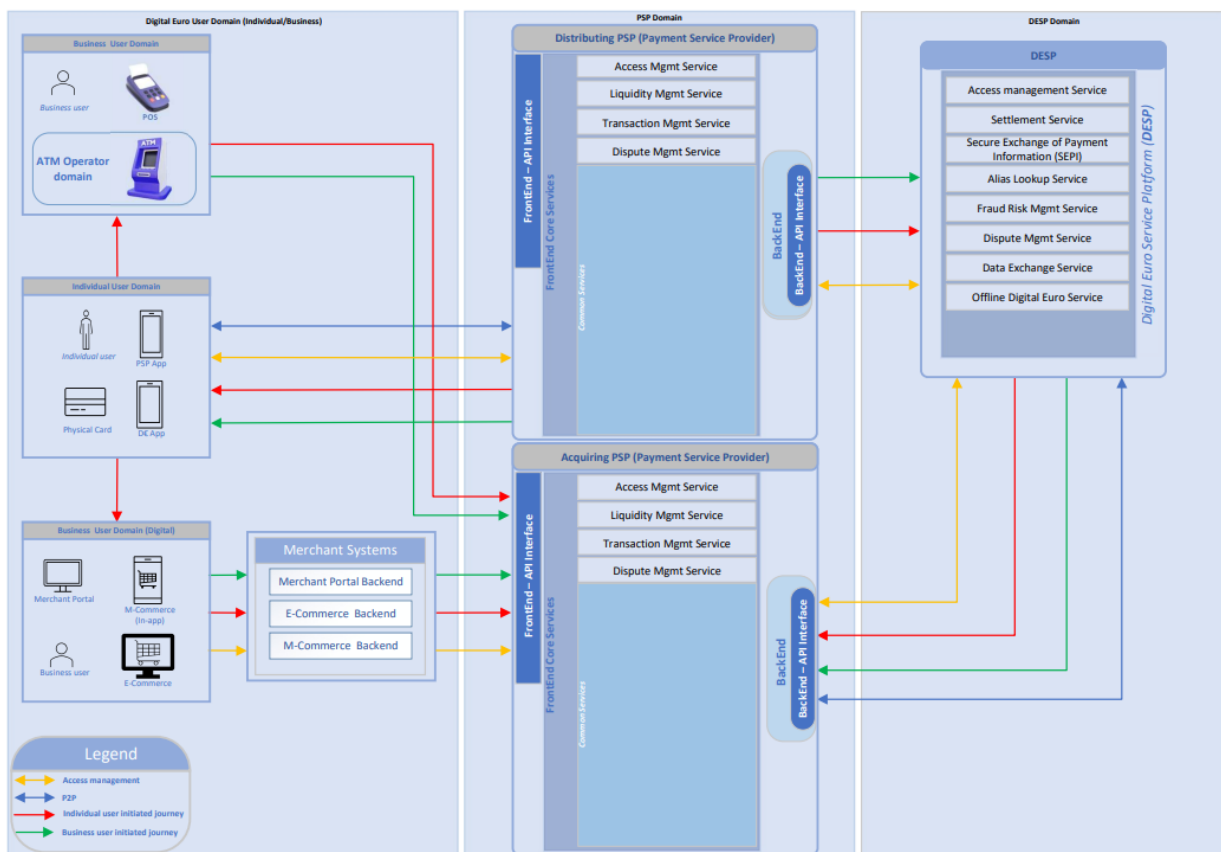 Digital Euro User Domain (Individual/Business)
Business User Domain
Business user
POS
ATM
ATM Operator
domain
Individual User Domain
Individual user
PSP App
Physical Card
D€ App
Business User Domain (Digital)
Merchant Portal
M-Commerce
(In-app)
Business user
E-Commerce
Merchant Systems
Merchant Portal Backend
E-Commerce Backend
M-Commerce Backend
Legend
Access management
P2P
Individual user initiated journey
Business user initiated journey
PSP Domain
Distributing PSP (Payment Service Provider)
FrontEnd – API Interface
FrontEnd Core Services
Access Mgmt Service
Liquidity Mgmt Service
Transaction Mgmt Service
Dispute Mgmt Service
Common Services
BackEnd
BackEnd – API Interface
Acquiring PSP (Payment Service Provider)
FrontEnd – API Interface
FrontEnd Core Services
Access Mgmt Service
Liquidity Mgmt Service
Transaction Mgmt Service
Dispute Mgmt Service
Common Services
BackEnd
BackEnd – API Interface
DESP Domain
DESP
Access management Service
Settlement Service
Secure Exchange of Payment
Information (SEPI)
Alias Lookup Service
Fraud Risk Mgmt Service
Dispute Mgmt Service
Data Exchange Service
Offline Digital Euro Service
Digital Euro Service Platform (DESP)